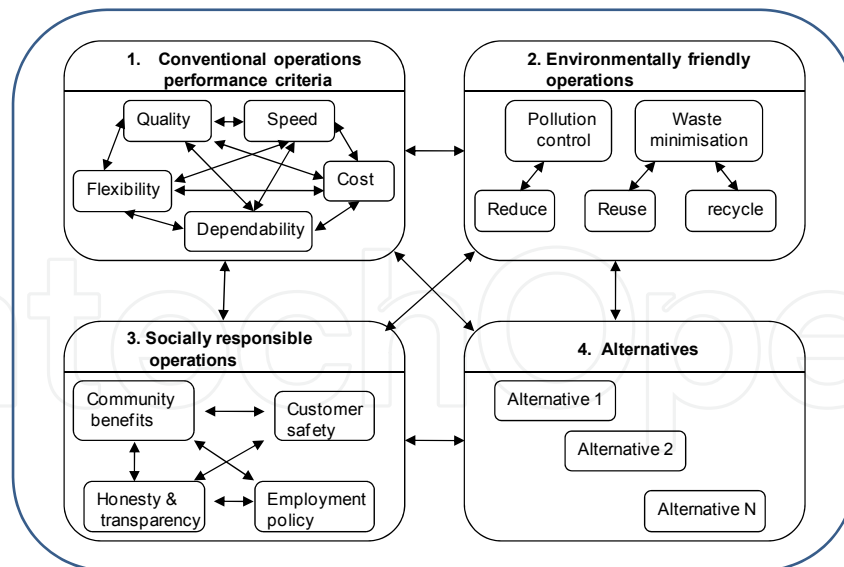 1. Conventional operations
performance criteria
Quality
Speed
Flexibility
Cost
Dependability
2. Environmentally friendly
operations
Pollution
control
Waste
minimisation
Reduce
Reuse
recycle
3. Socially responsible
operations
Community
benefits
Customer
safety
Honesty &
transparency
Employment
policy
4. Alternatives
Alternative 1
Alternative 2
Alternative N
ntechOpe